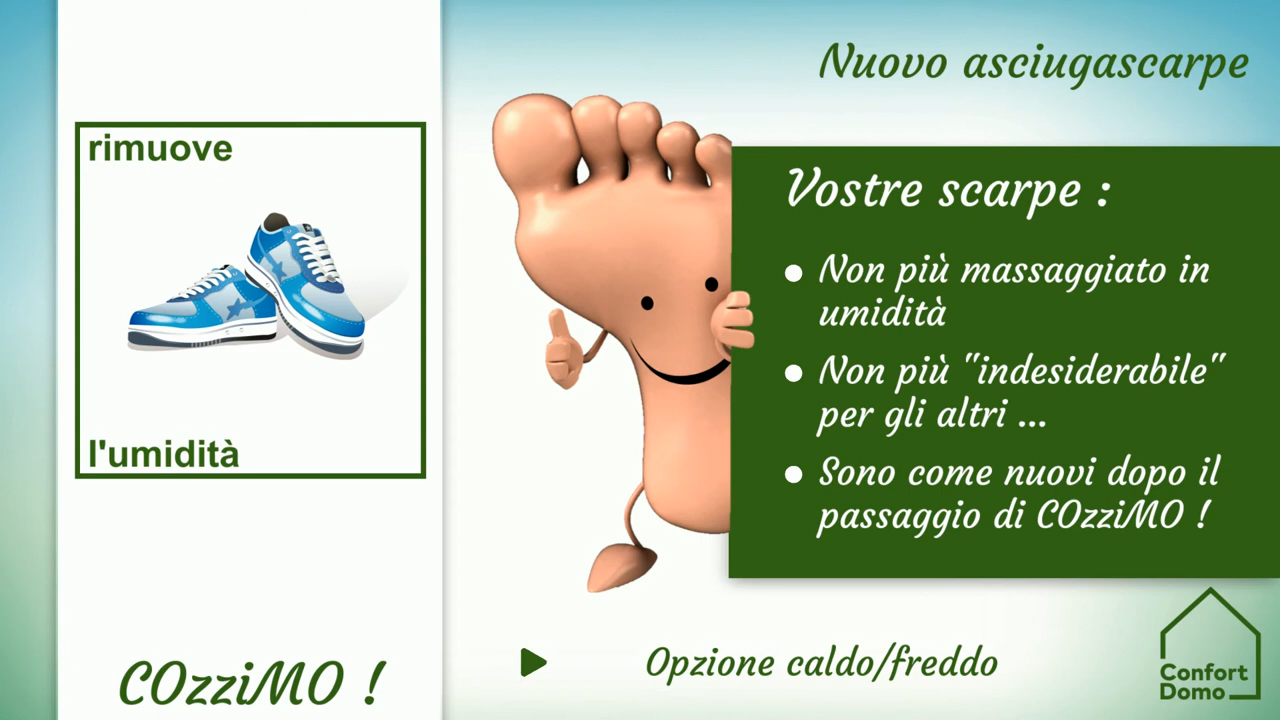 Nuovo asciugascarpe
rimuove
l'umidità
COzziMO !
Vostre scarpe :
Non più massaggiato in
umidità
Non più "indesiderabile"
per gli altri ...
Sono come nuovi dopo il
passaggio di COzziMO !
Opzione caldo/freddo
Confort
Domo